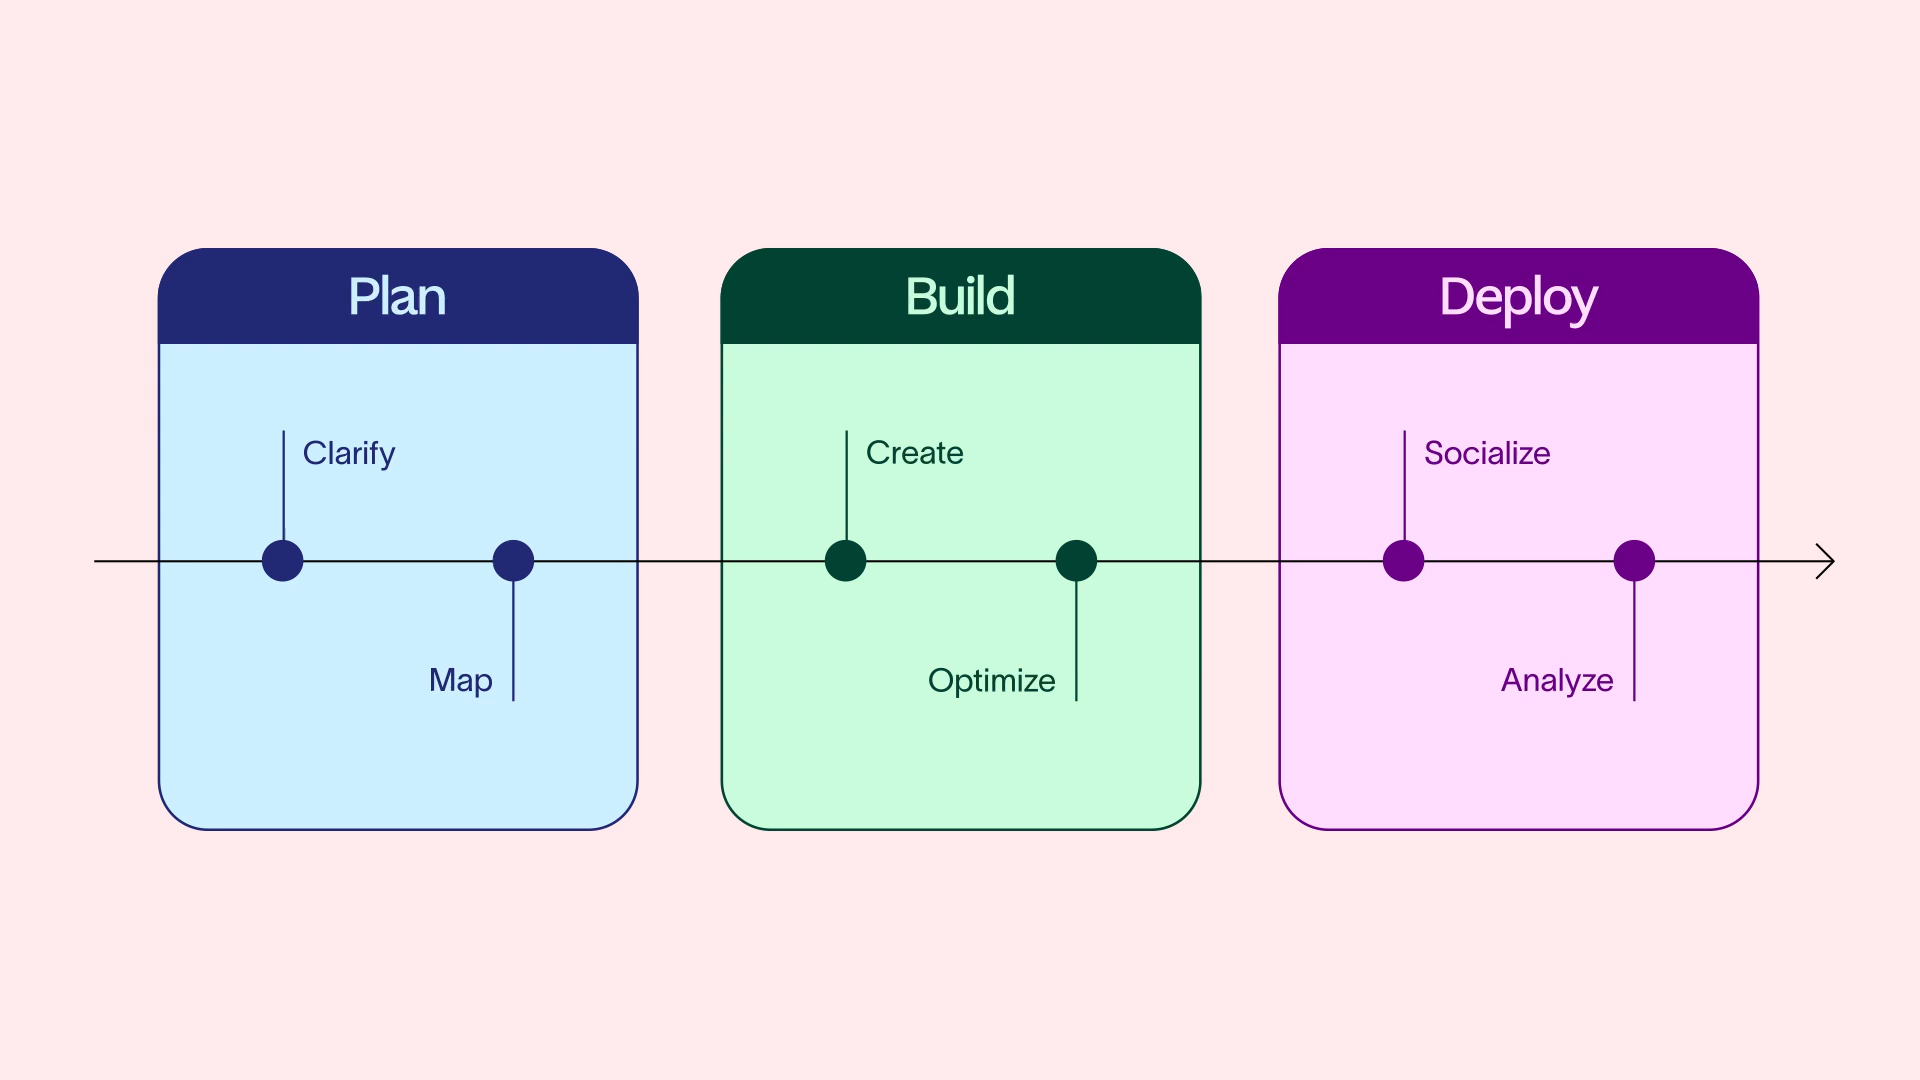 Plan
Clarify
Map
Build
Create
Optimize
Deploy
Socialize
Analyze